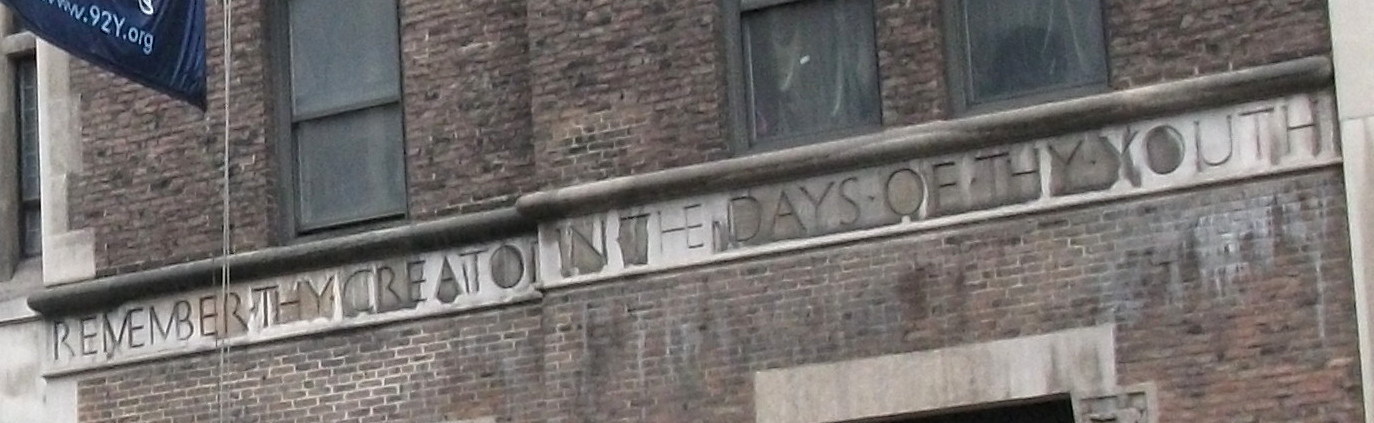 www.92Y.org
REMEMBER·THY·CREATOR IN THE DAYS·OF·THY·YOUTH